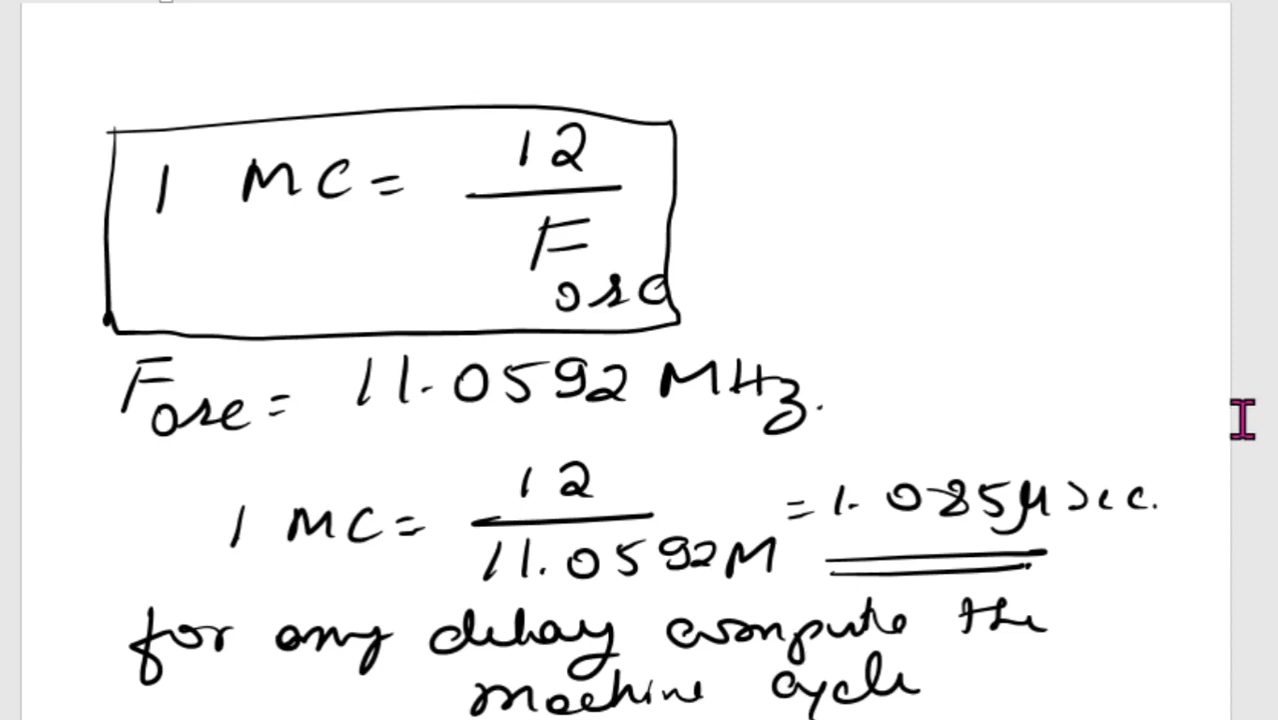 1 MC = 12 / Fosc
Fosc = 11.0592 MHz.
1 MC = 12 / 11.0592M = 1.085μsec.
for any delay compute the
machine cycle